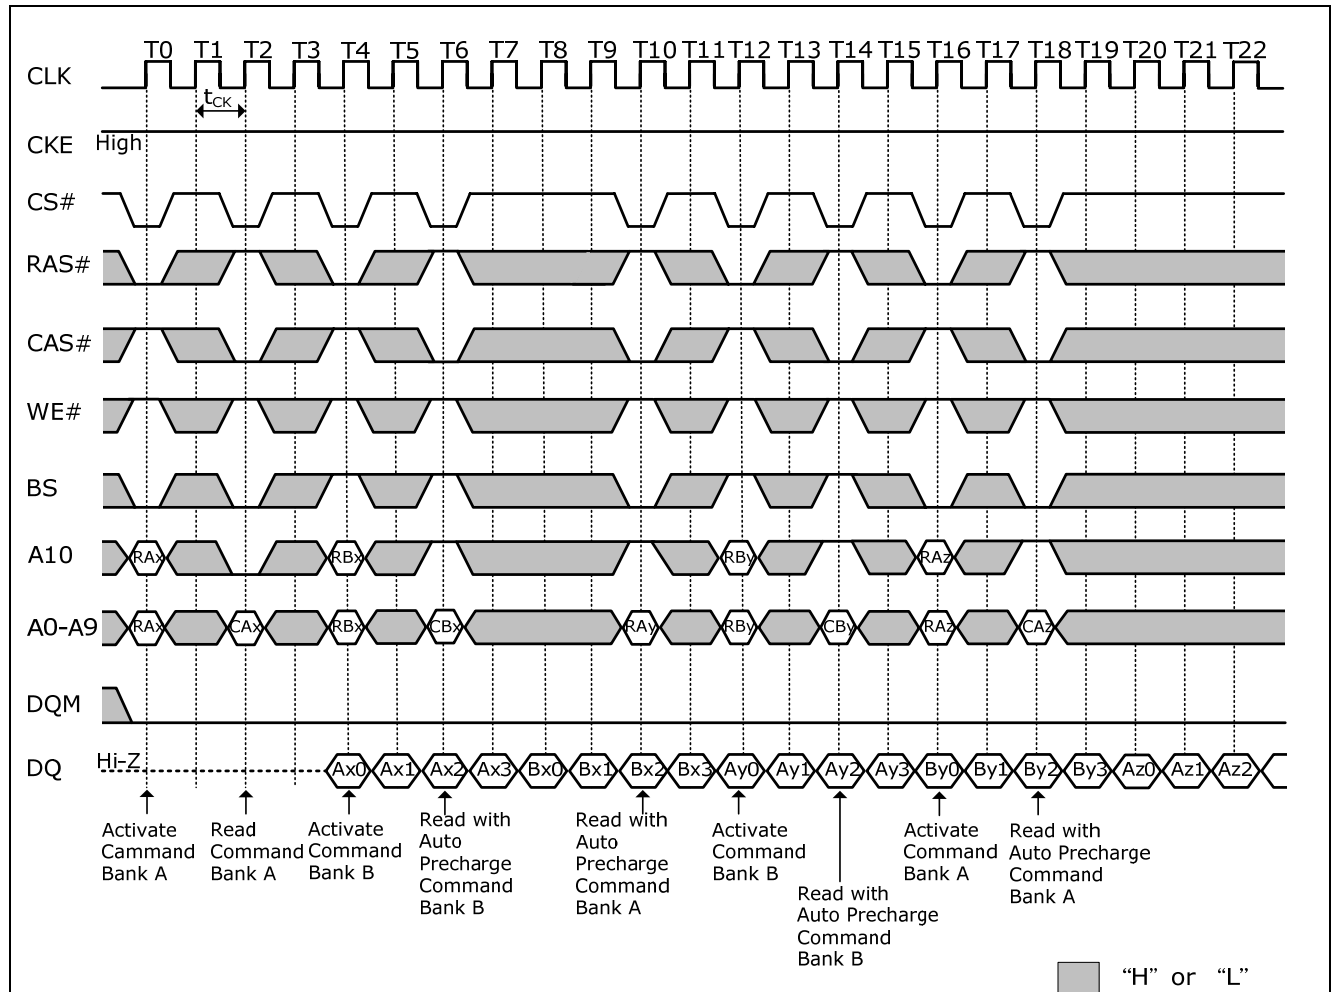 T0 T1 T2 T3 T4 T5 T6 T7 T8 T9 T10 T11 T12 T13 T14 T15 T16 T17 T18 T19 T20 T21 T22
CLK
tCK
CKE High
CS#
RAS#
CAS#
WE#
BS
A10 RAx RBx RBy RAz
A0-A9 RAx CAx RBx CBx RAy RBy CBy RAz CAz
DQM
DQ Hi-Z Ax0 Ax1 Ax2 Ax3 Bx0 Bx1 Bx2 Bx3 Ay0 Ay1 Ay2 Ay3 By0 By1 By2 By3 Az0 Az1 Az2
Activate
Cammand
Bank A
Read
Command
Bank A
Activate
Command
Bank B
Read with
Auto
Precharge
Command
Bank B
Read with
Auto
Precharge
Command
Bank A
Activate
Command
Bank B
Read with
Auto Precharge
Command
Bank B
Activate
Command
Bank A
Read with
Auto Precharge
Command
Bank A
“H” or “L”